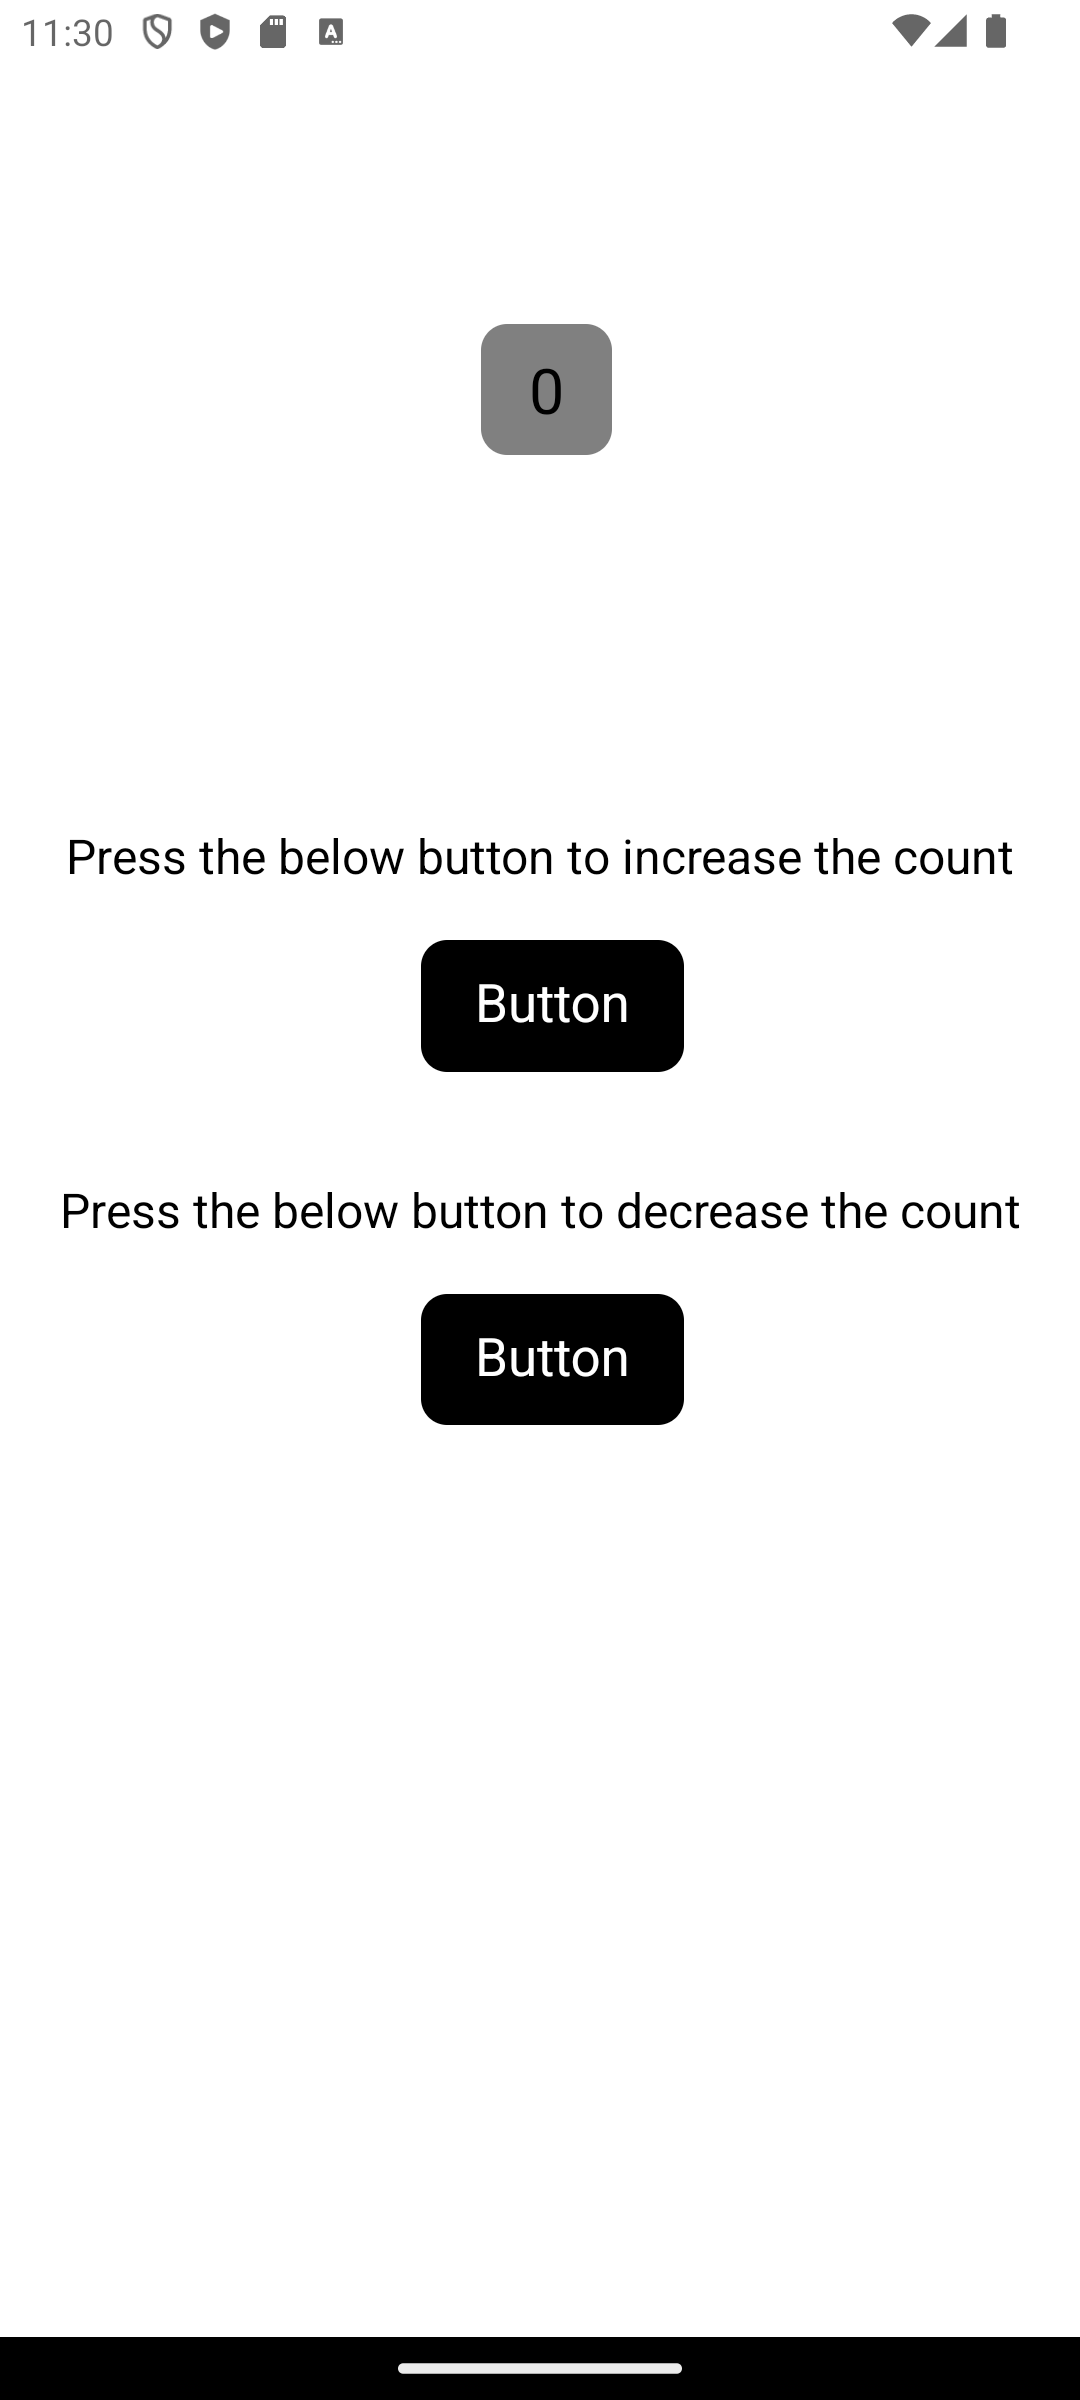 11:30
0
Press the below button to increase the count
Button
Press the below button to decrease the count
Button